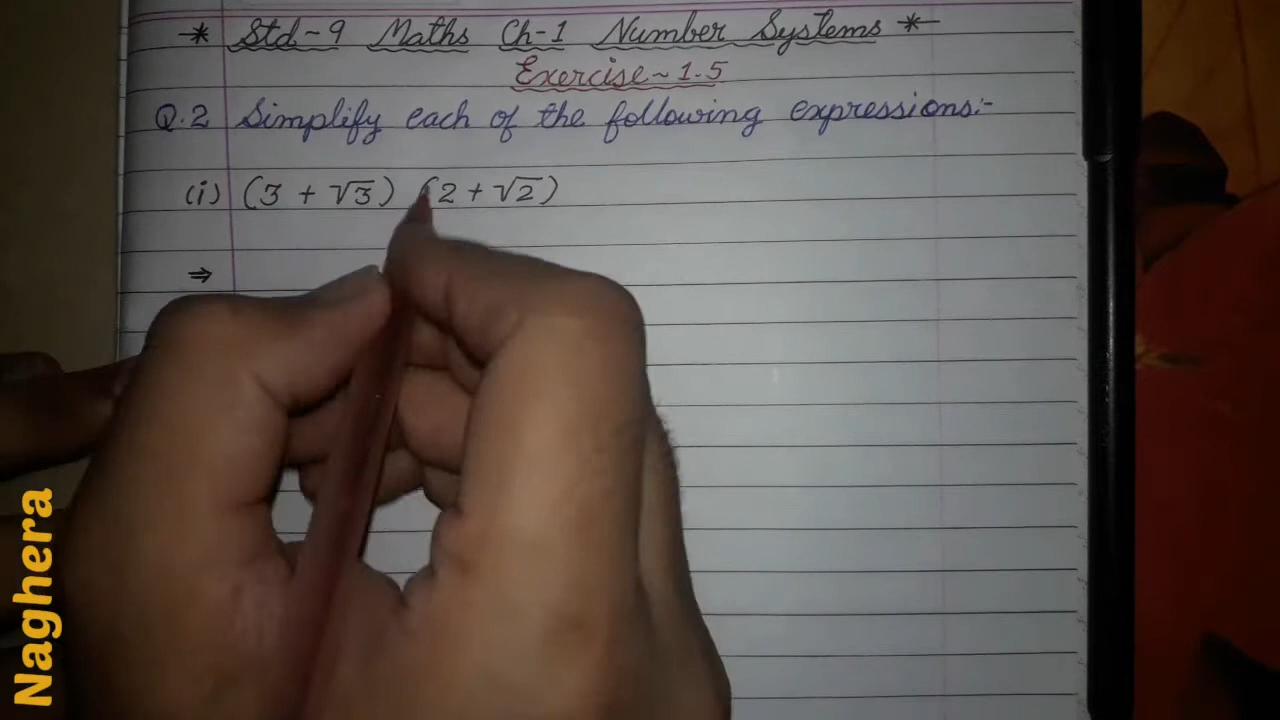 * Std-9 Maths Ch-1 Number Systems *
Exercise ~ 1.5
Q.2 Simplify each of the following expressions:-
(i) (3 + √3) (2 + √2)
⇒
Naghera